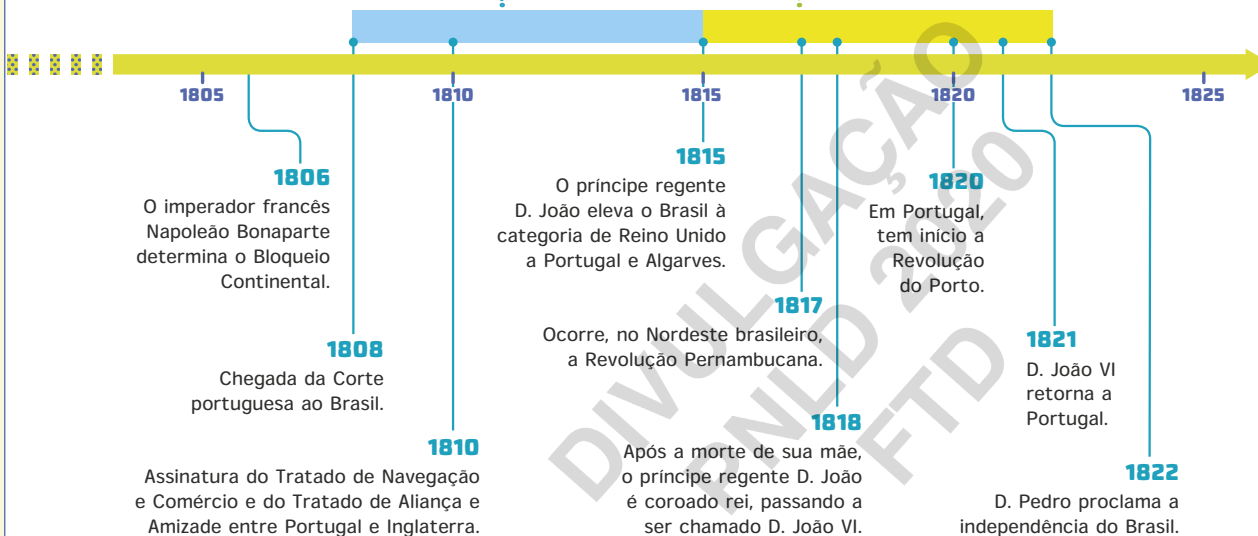 1805
1810
1815
1820
1825
1806
O imperador francês
Napoleão Bonaparte
determina o Bloqueio
Continental.
1808
Chegada da Corte
portuguesa ao Brasil.
1810
Assinatura do Tratado de Navegação
e Comércio e do Tratado de Aliança e
Amizade entre Portugal e Inglaterra.
1815
O príncipe regente
D. João eleva o Brasil à
categoria de Reino Unido
a Portugal e Algarves.
1817
Ocorre, no Nordeste brasileiro,
a Revolução Pernambucana.
1818
Após a morte de sua mãe,
o príncipe regente D. João
é coroado rei, passando a
ser chamado D. João VI.
1820
Em Portugal,
tem início a
Revolução
do Porto.
1821
D. João VI
retorna a
Portugal.
1822
D. Pedro proclama a
independência do Brasil.
DIVULGAÇÃO
PNLD 2020
FTD